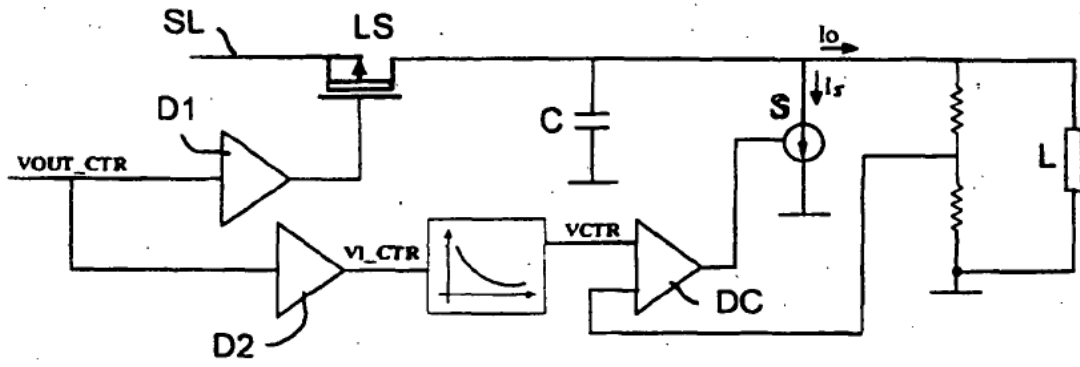 SL
LS
Io
D1
Is
S
C
VOUT_CTR
L
VI_CTR
VCTR
DC
D2